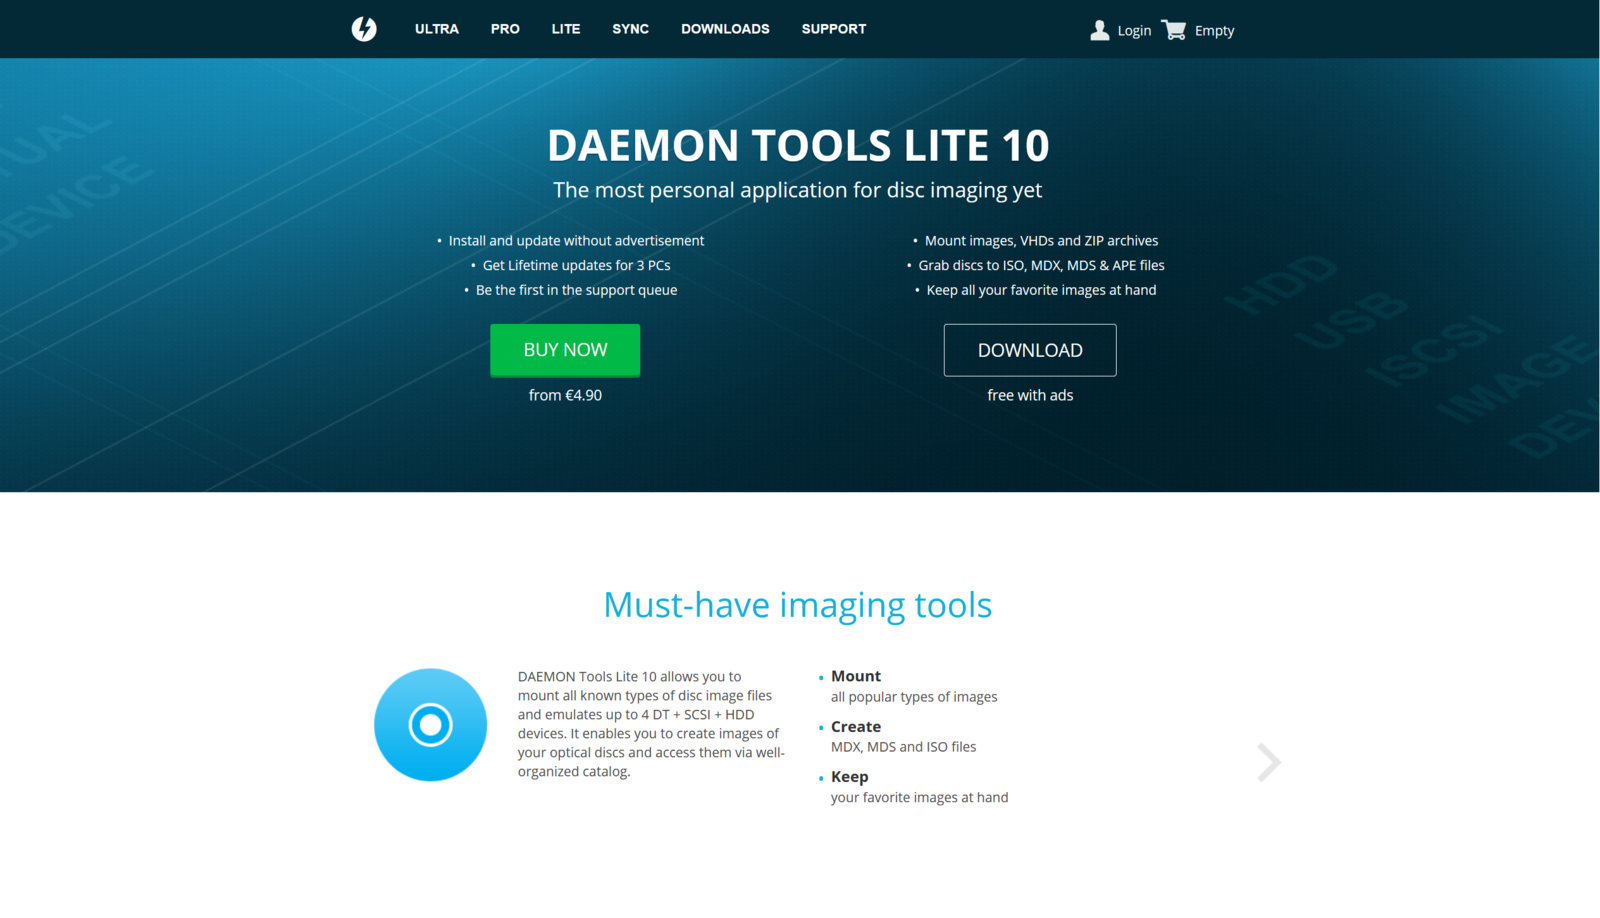 ULTRA PRO LITE SYNC DOWNLOADS SUPPORT Login Empty
TUAL
DEVICE
DAEMON TOOLS LITE 10
The most personal application for disc imaging yet
• Install and update without advertisement
• Get Lifetime updates for 3 PCs
• Be the first in the support queue
BUY NOW
from €4.90
• Mount images, VHDs and ZIP archives
• Grab discs to ISO, MDX, MDS & APE files
• Keep all your favorite images at hand
DOWNLOAD
free with ads
HDD
USB
ISCSI
IMAGE
DEV
Must-have imaging tools
DAEMON Tools Lite 10 allows you to
mount all known types of disc image files
and emulates up to 4 DT + SCSI + HDD
devices. It enables you to create images of
your optical discs and access them via well-
organized catalog.
• Mount
all popular types of images
• Create
MDX, MDS and ISO files
• Keep
your favorite images at hand